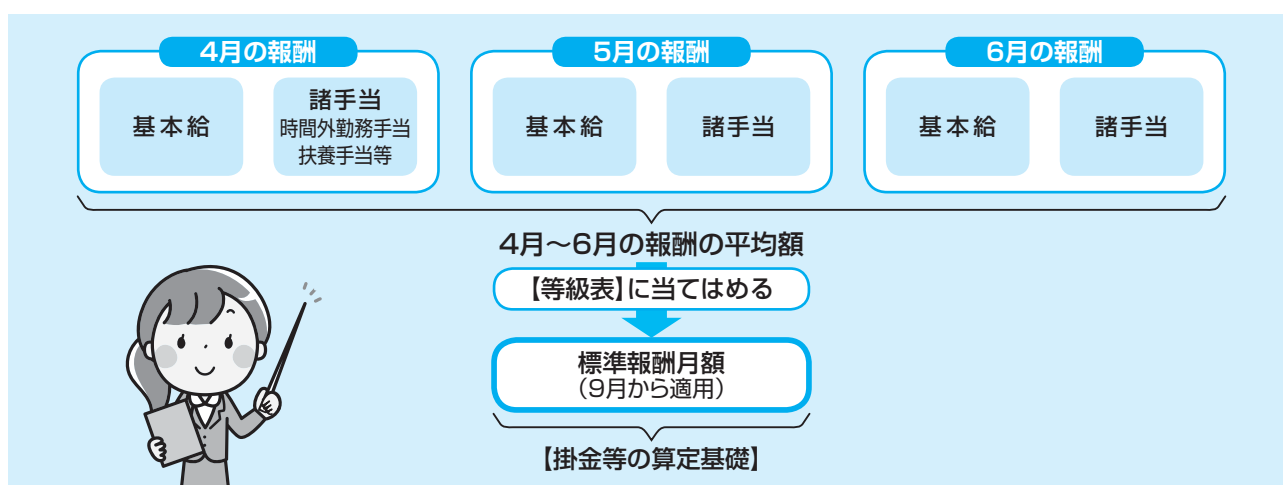 4月の報酬
基本給
諸手当
時間外勤務手当
扶養手当等
5月の報酬
基本給
諸手当
6月の報酬
基本給
諸手当
4月～6月の報酬の平均額
【等級表】に当てはめる
標準報酬月額
（9月から適用）
【掛金等の算定基礎】